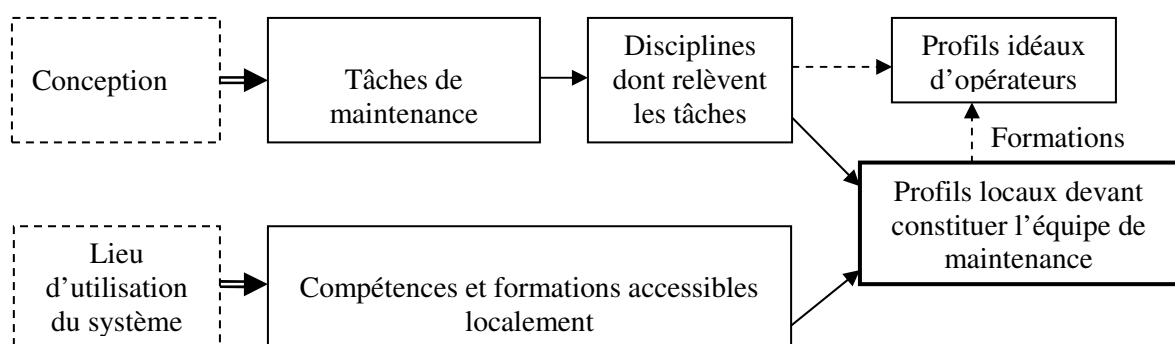 Conception
Tâches de
maintenance
Disciplines
dont relèvent
les tâches
Profils idéaux
d'opérateurs
Formations
Profils locaux devant
constituer l'équipe de
maintenance
Lieu
d'utilisation
du système
Compétences et formations accessibles
localement